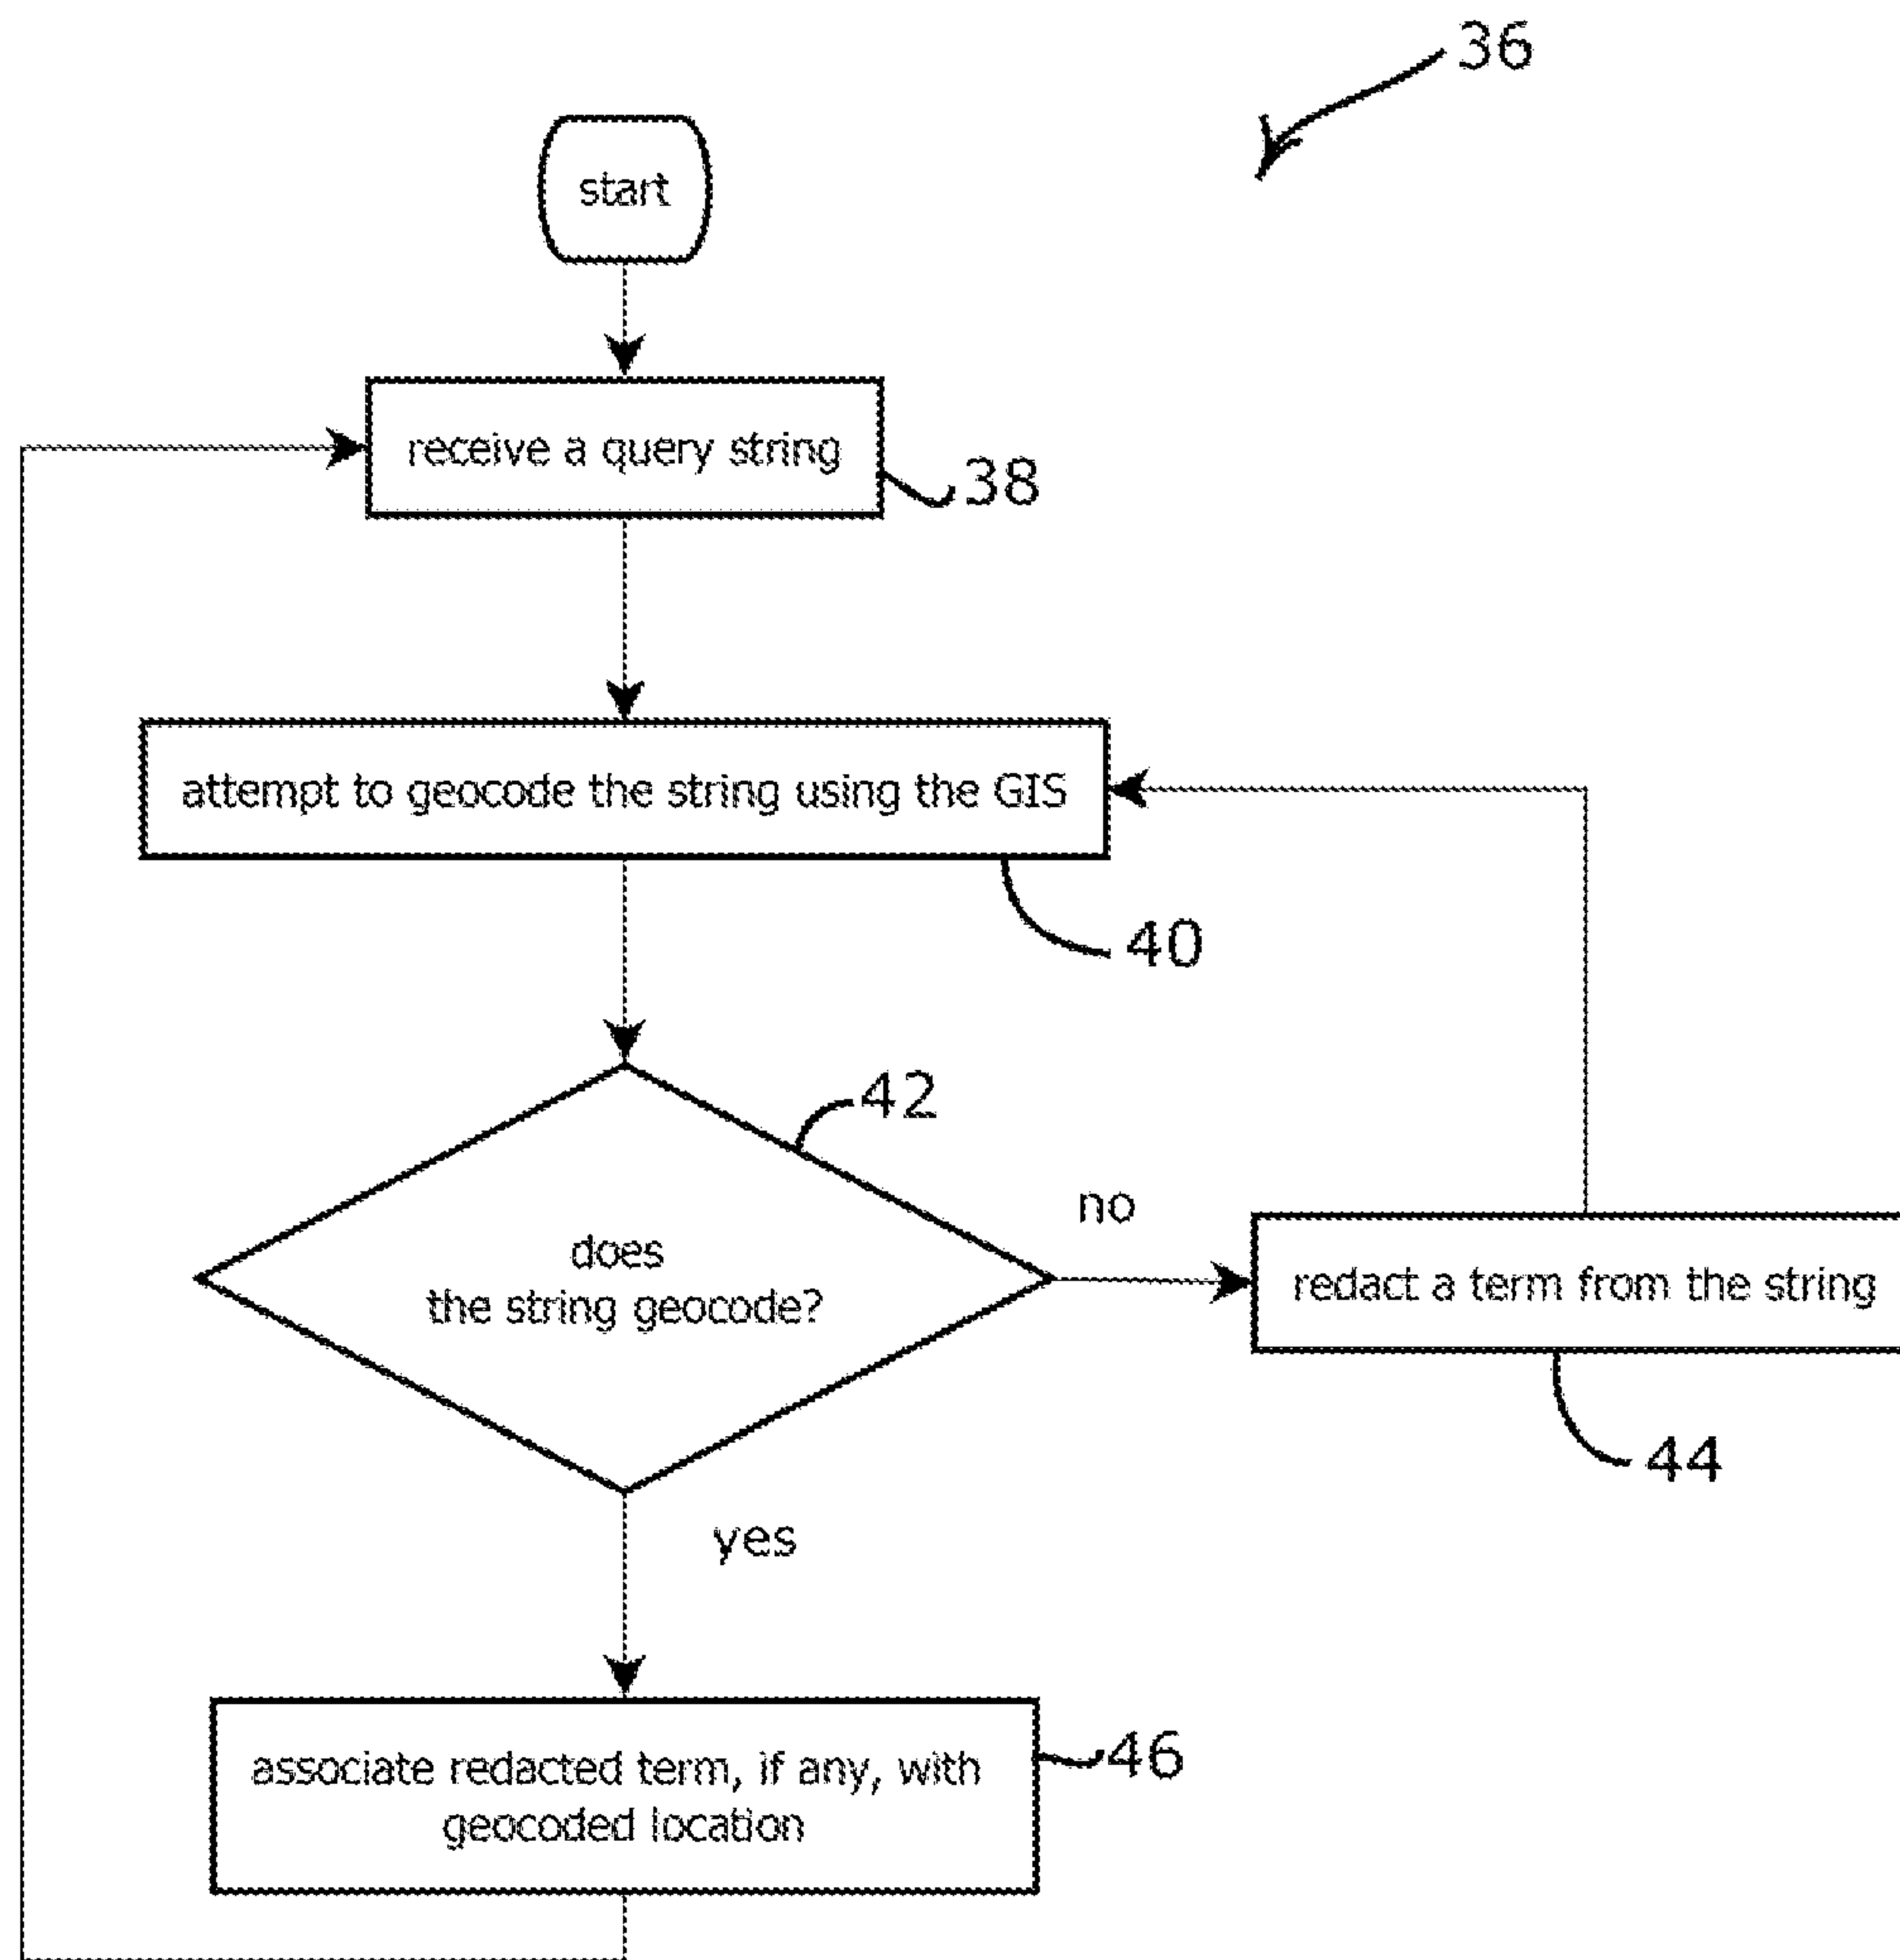 36
start
receive a query string
38
attempt to geocode the string using the GIS
40
42
does
the string geocode?
no
redact a term from the string
44
yes
associate redacted term, if any, with
geocoded location
46